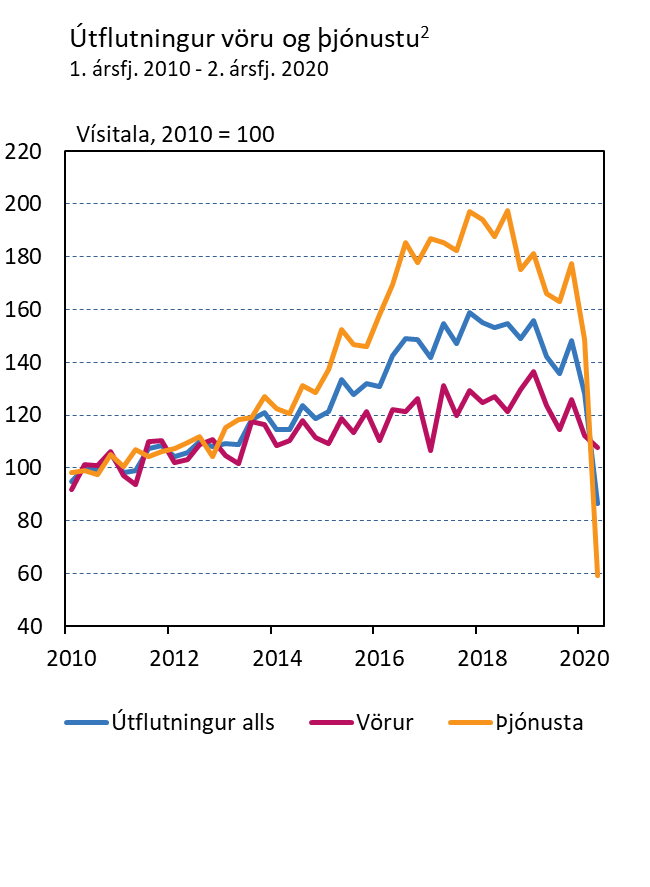 Útflutningur vöru og þjónustu²
1. ársfj. 2010 - 2. ársfj. 2020
Vísitala, 2010 = 100
220
200
180
160
140
120
100
80
60
40
2010 2012 2014 2016 2018 2020
Útflutningur alls Vörur Þjónusta